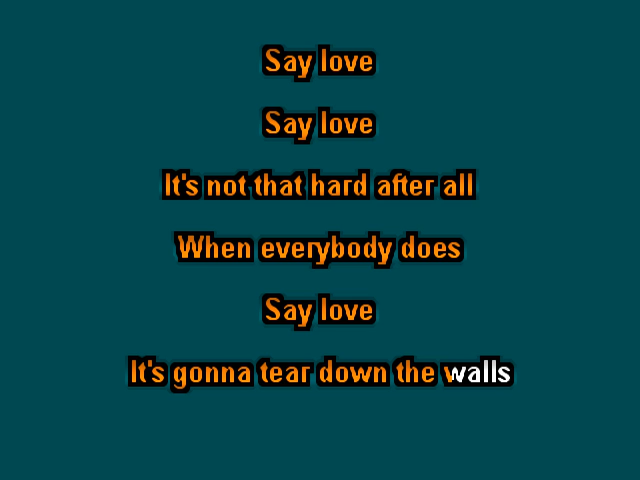 Say love
Say love
It's not that hard after all
When everybody does
Say love
It's gonna tear down the walls